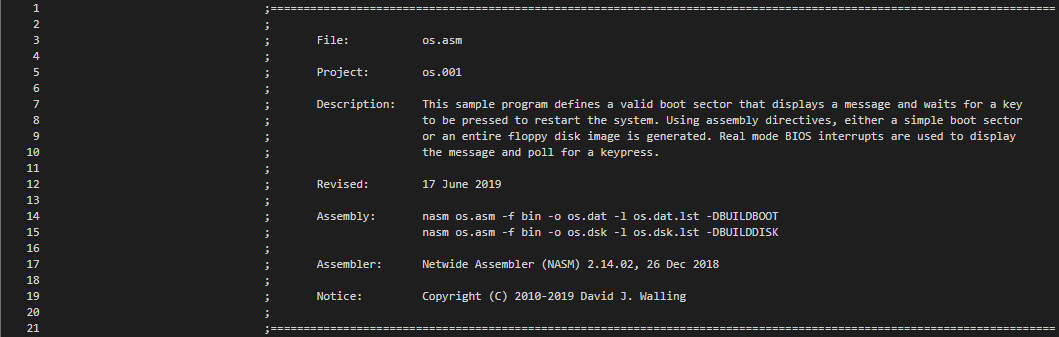 1 ;=======================================================================================================================
2 ;
3 ; File: os.asm
4 ;
5 ; Project: os.001
6 ;
7 ; Description: This sample program defines a valid boot sector that displays a message and waits for a key
8 ; to be pressed to restart the system. Using assembly directives, either a simple boot sector
9 ; or an entire floppy disk image is generated. Real mode BIOS interrupts are used to display
10 ; the message and poll for a keypress.
11 ;
12 ; Revised: 17 June 2019
13 ;
14 ; Assembly: nasm os.asm -f bin -o os.dat -l os.dat.lst -DBUILDBOOT
15 ; nasm os.asm -f bin -o os.dsk -l os.dsk.lst -DBUILDDISK
16 ;
17 ; Assembler: Netwide Assembler (NASM) 2.14.02, 26 Dec 2018
18 ;
19 ; Notice: Copyright (C) 2010-2019 David J. Walling
20 ;
21 ;=======================================================================================================================